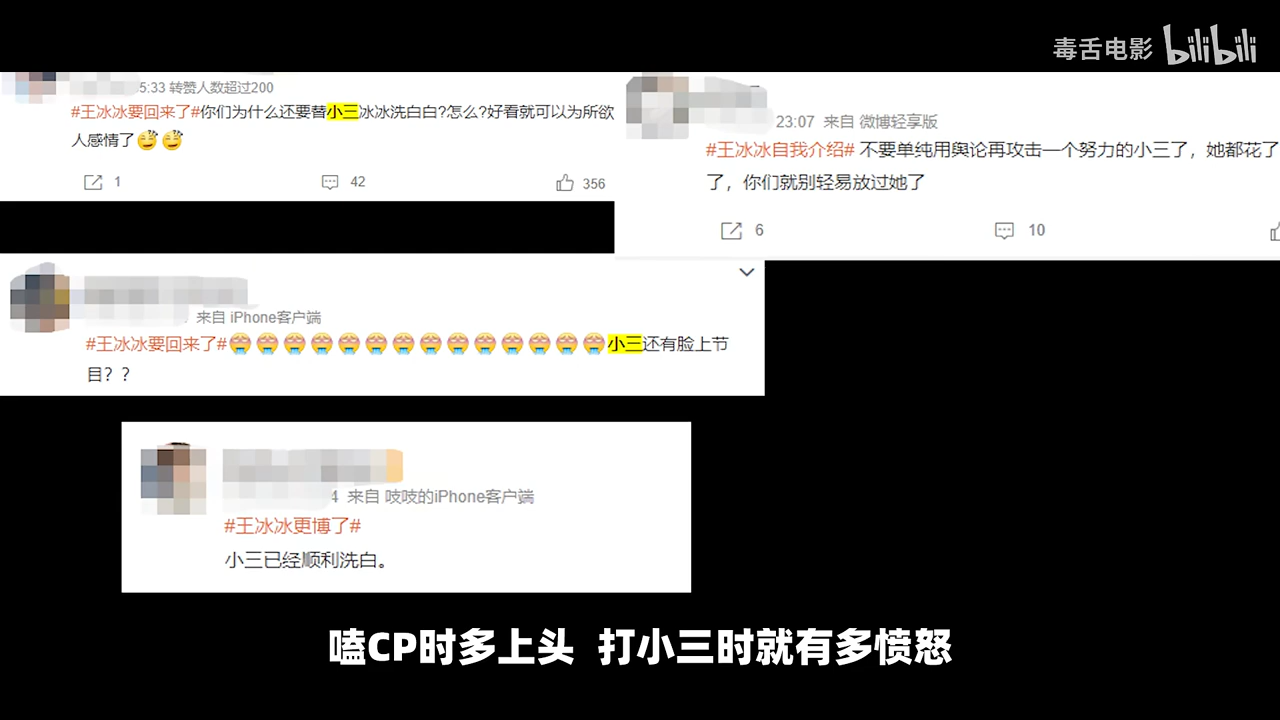 毒舌电影 bilibili
5:33 转赞人数超过200
#王冰冰要回来了#你们为什么还要替小三冰冰洗白白?怎么?好看就可以为所欲
人感情了
1 42 356
23:07 来自 微博轻享版
#王冰冰自我介绍# 不要单纯用舆论再攻击一个努力的小三了，她都花了
了，你们就别轻易放过她了
6 10
来自 iPhone客户端
#王冰冰要回来了#小三还有脸上节
目？？
4 来自 吱吱的iPhone客户端
#王冰冰更博了#
小三已经顺利洗白。
嗑CP时多上头 打小三时就有多愤怒